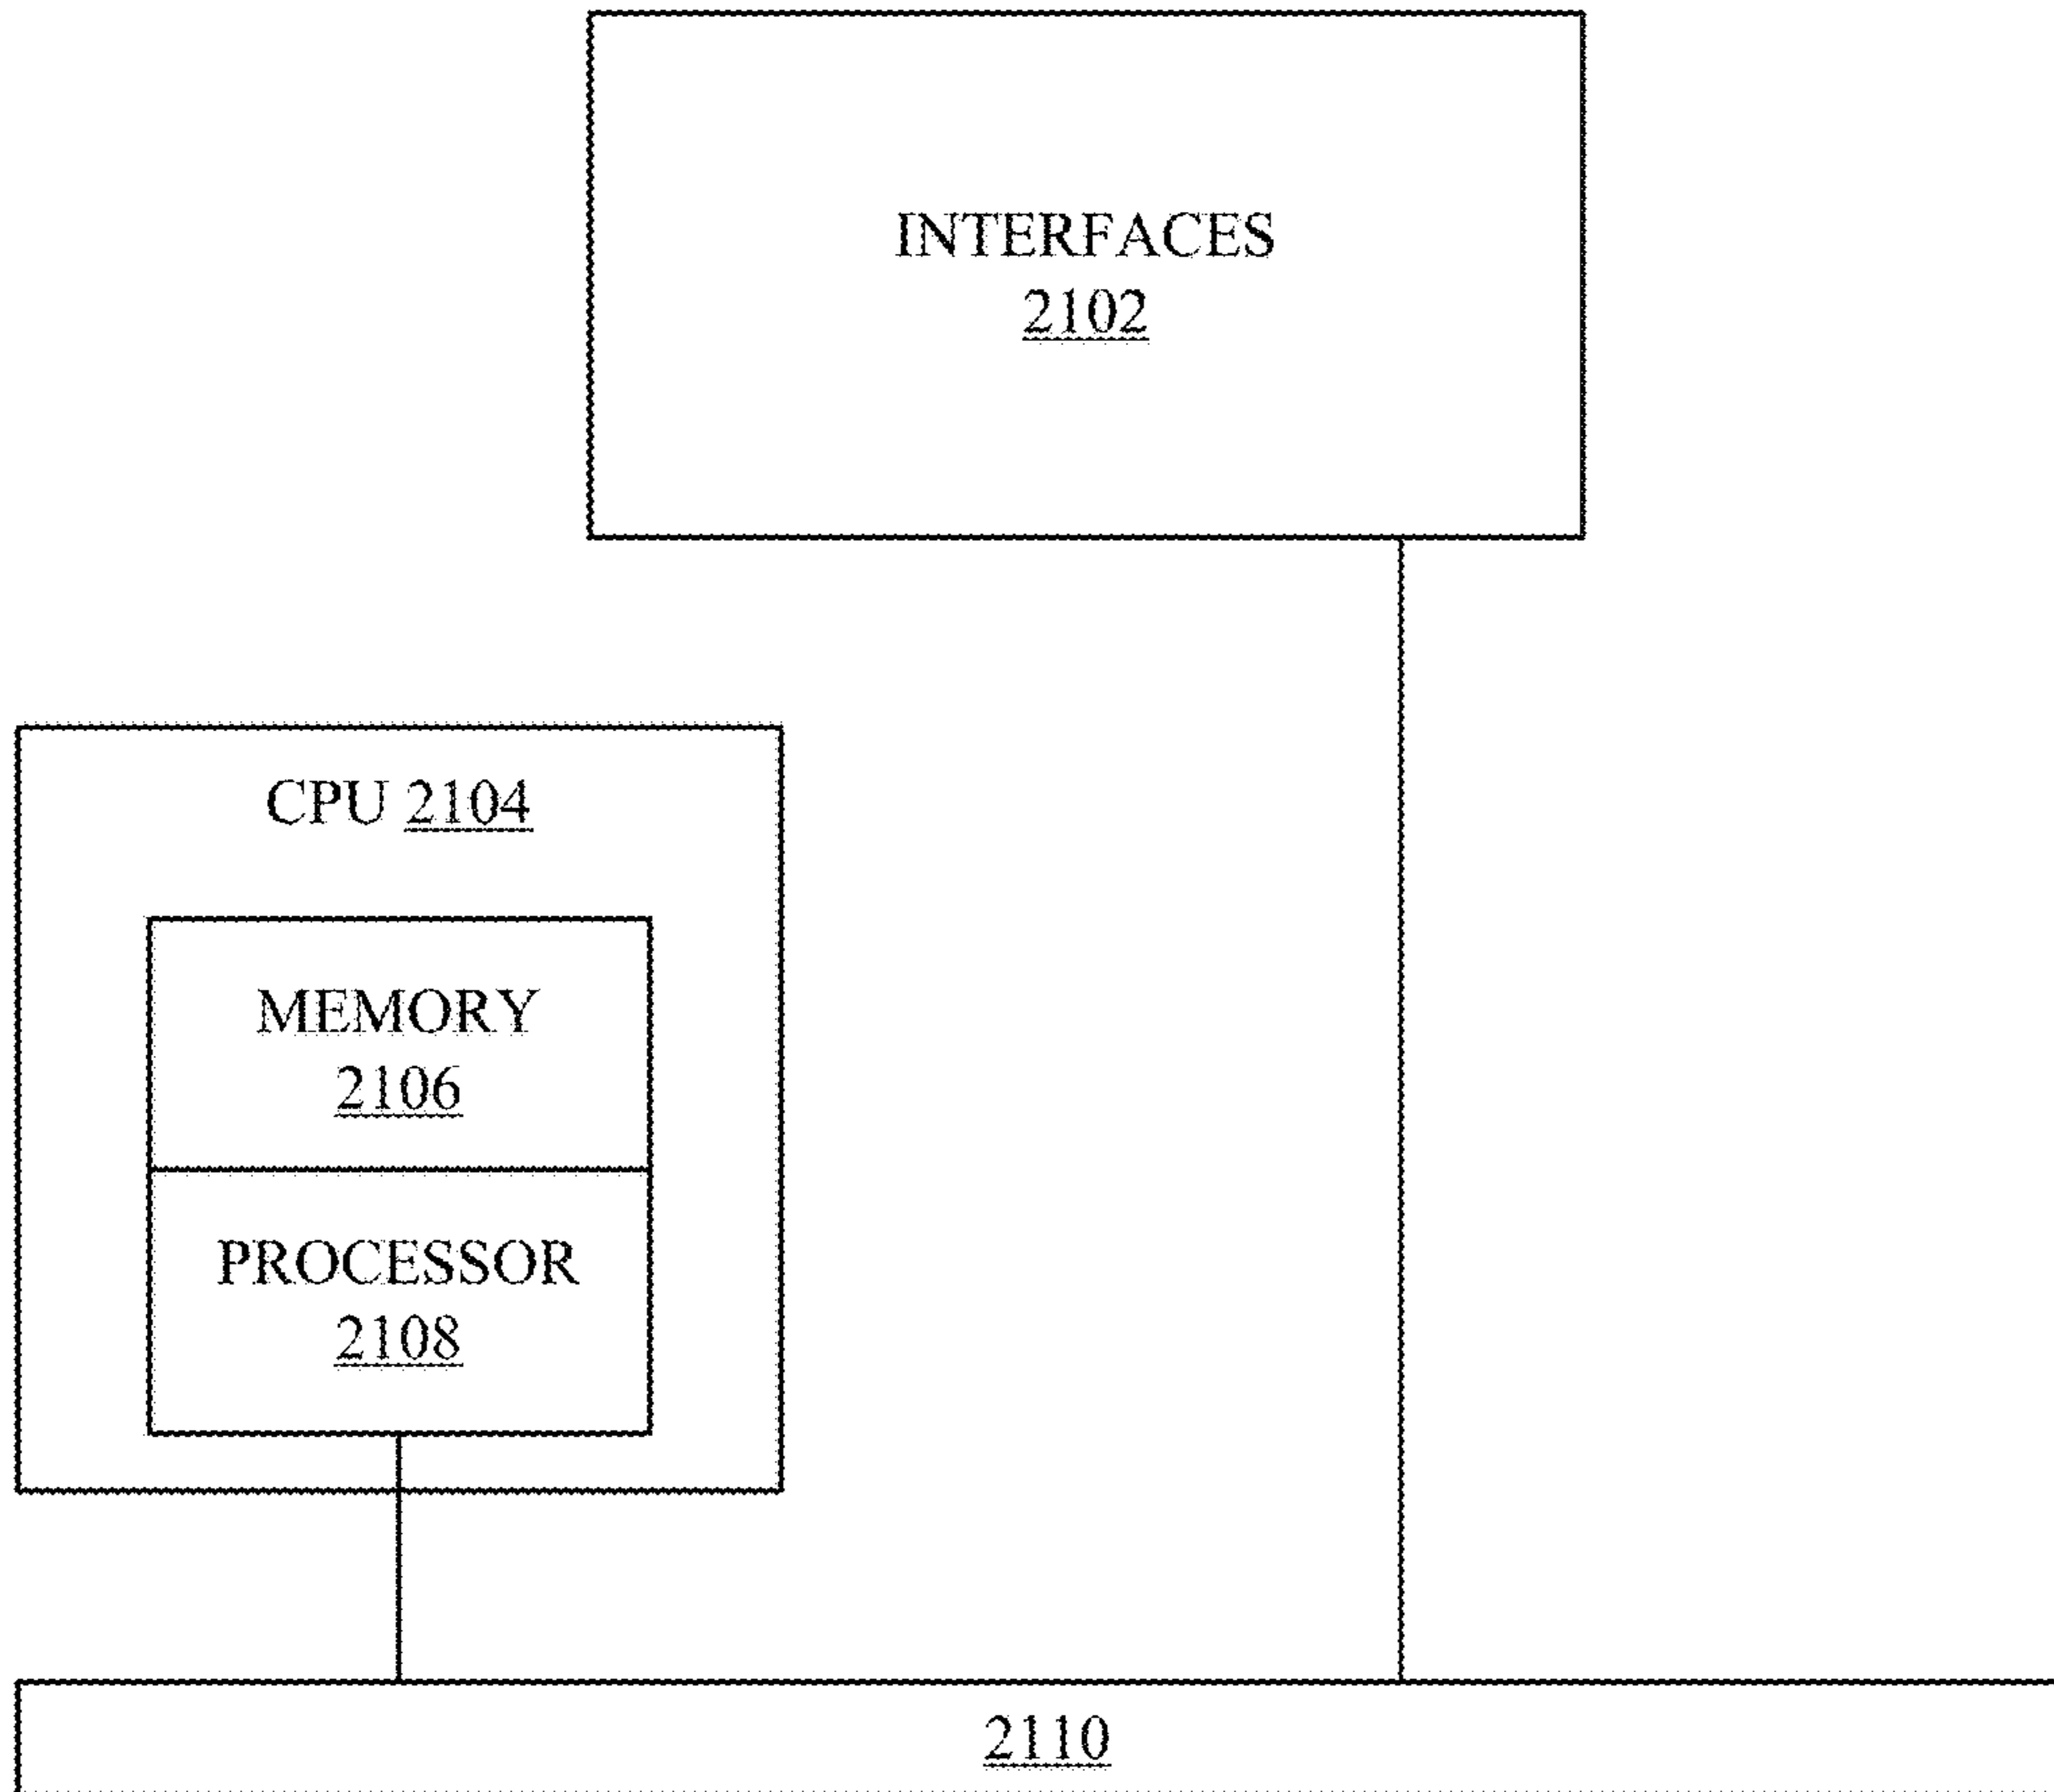 INTERFACES
2102
CPU 2104
MEMORY
2106
PROCESSOR
2108
2110